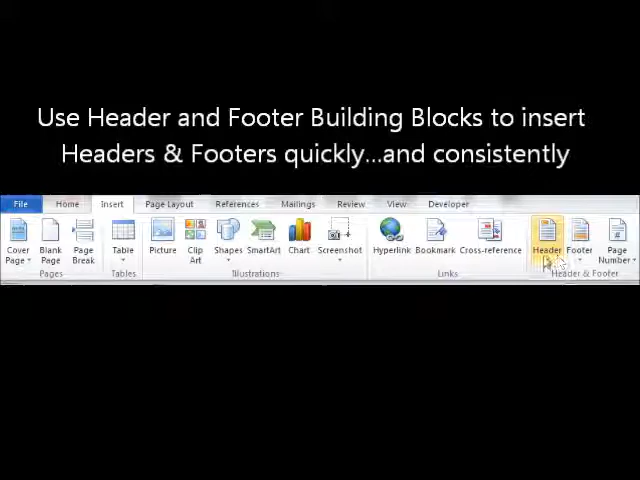 Use Header and Footer Building Blocks to insert
Headers & Footers quickly...and consistently
File Home Insert Page Layout References Mailings Review View Developer
Cover Page Blank Page Page Break Table Picture Clip Art Shapes SmartArt Chart Screenshot Hyperlink Bookmark Cross-reference Header Footer Page Number
Pages Tables Illustrations Links Header & Footer